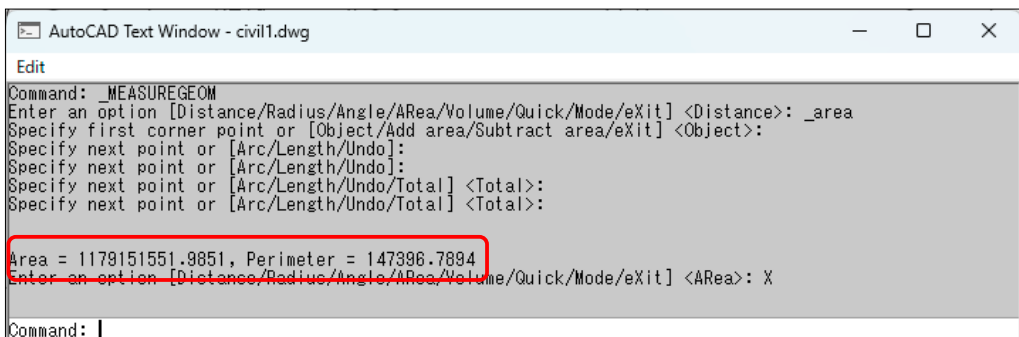 AutoCAD Text Window - civil1.dwg
Edit
Command: _MEASUREGEOM
Enter an option [Distance/Radius/Angle/ARea/Volume/Quick/Mode/eXit] <Distance>: _area
Specify first corner point or [Object/Add area/Subtract area/eXit] <Object>:
Specify next point or [Arc/Length/Undo]:
Specify next point or [Arc/Length/Undo]:
Specify next point or [Arc/Length/Undo/Total] <Total>:
Specify next point or [Arc/Length/Undo/Total] <Total>:
Area = 1179151551.9851, Perimeter = 147396.7894
Enter an option [Distance/Radius/Angle/ARea/Volume/Quick/Mode/eXit] <ARea>: X
Command: